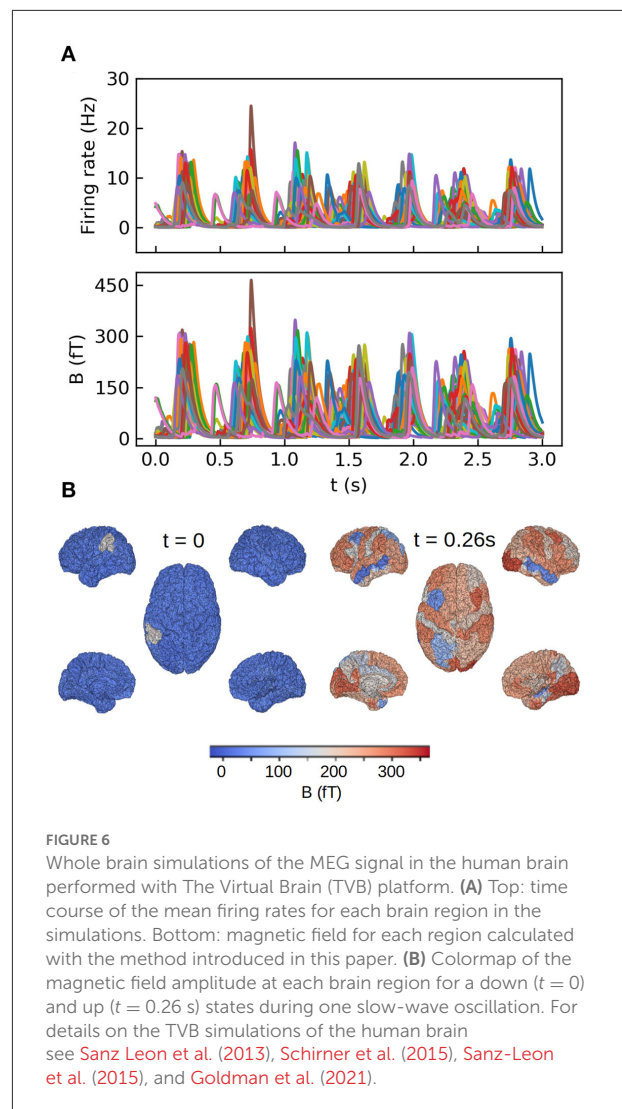 A
Firing rate (Hz)
30
20
10
0
B (fT)
450
300
150
0
0.0 0.5 1.0 1.5 2.0 2.5 3.0
t (s)
B
t = 0
t = 0.26s
0 100 200 300
B (fT)
FIGURE 6
Whole brain simulations of the MEG signal in the human brain
performed with The Virtual Brain (TVB) platform. (A) Top: time
course of the mean firing rates for each brain region in the
simulations. Bottom: magnetic field for each region calculated
with the method introduced in this paper. (B) Colormap of the
magnetic field amplitude at each brain region for a down (t = 0)
and up (t = 0.26 s) states during one slow-wave oscillation. For
details on the TVB simulations of the human brain
see Sanz Leon et al. (2013), Schirner et al. (2015), Sanz-Leon
et al. (2015), and Goldman et al. (2021).